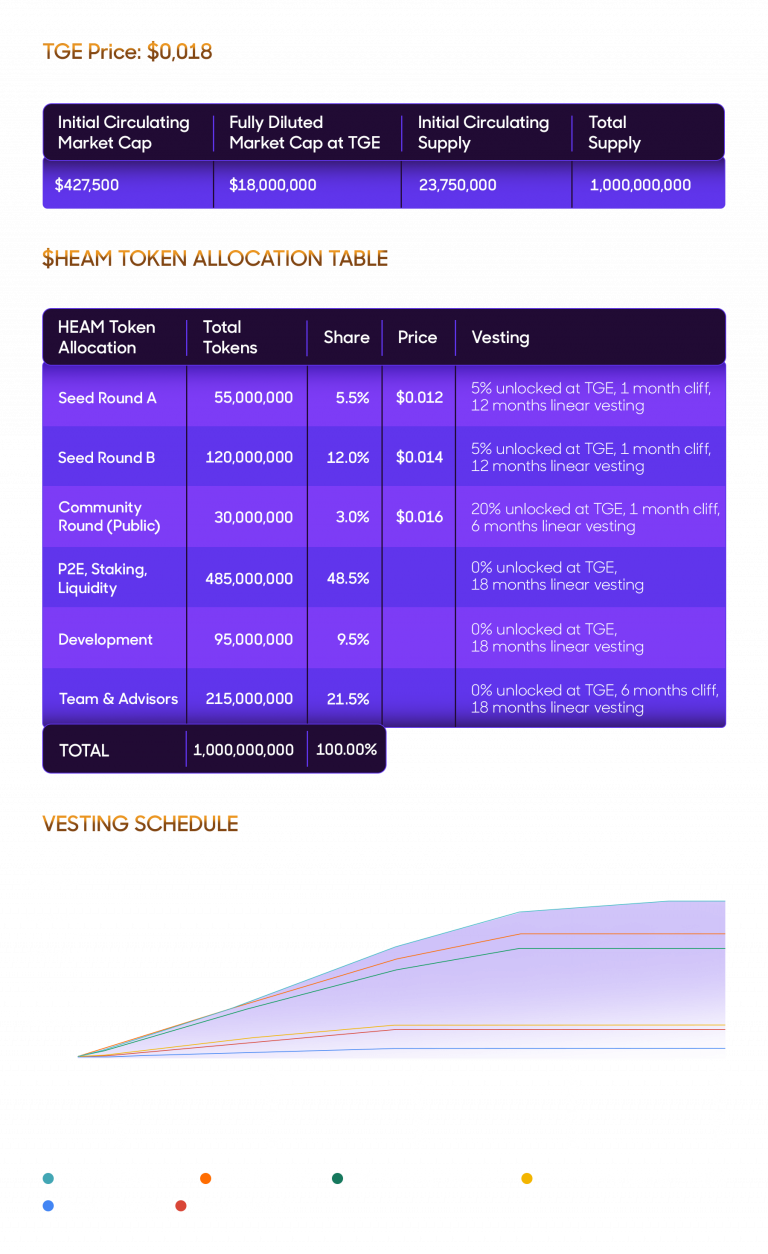 TGE Price: $0,018
Initial Circulating
Market Cap
Fully Diluted
Market Cap at TGE
Initial Circulating
Supply
Total
Supply
$427,500
$18,000,000
23,750,000
1,000,000,000
$HEAM TOKEN ALLOCATION TABLE
HEAM Token
Allocation
Total
Tokens
Share
Price
Vesting
Seed Round A
55,000,000
5.5%
$0.012
5% unlocked at TGE, 1 month cliff,
12 months linear vesting
Seed Round B
120,000,000
12.0%
$0.014
5% unlocked at TGE, 1 month cliff,
12 months linear vesting
Community
Round (Public)
30,000,000
3.0%
$0.016
20% unlocked at TGE, 1 month cliff,
6 months linear vesting
P2E, Staking,
Liquidity
485,000,000
48.5%
0% unlocked at TGE,
18 months linear vesting
Development
95,000,000
9.5%
0% unlocked at TGE,
18 months linear vesting
Team & Advisors
215,000,000
21.5%
0% unlocked at TGE, 6 months cliff,
18 months linear vesting
TOTAL
1,000,000,000
100.00%
VESTING SCHEDULE